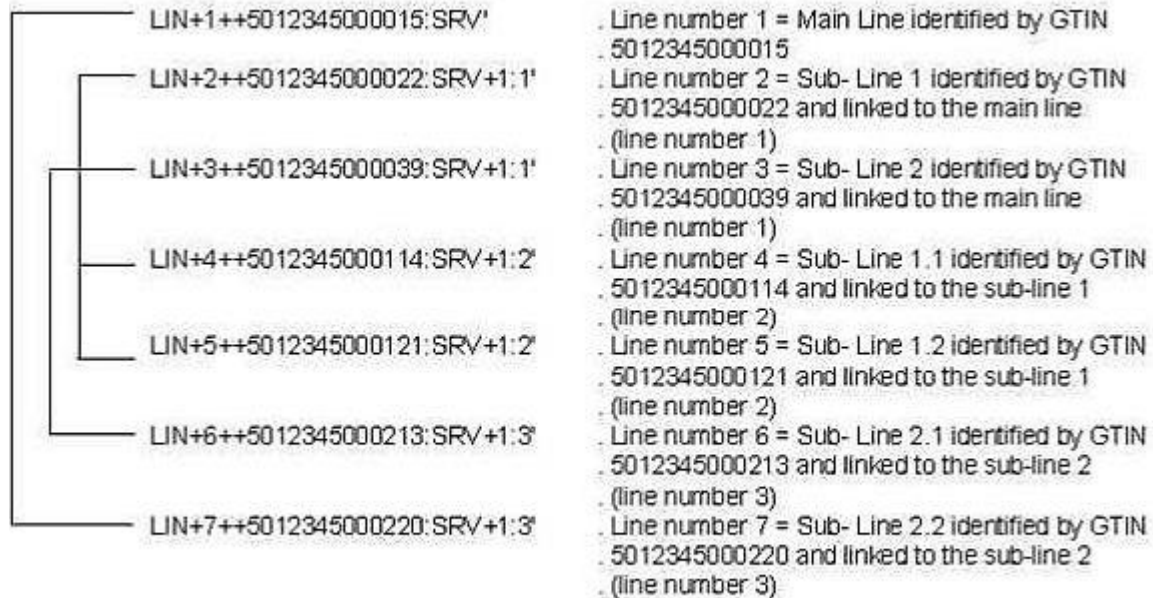 LIN+1++5012345000015:SRV' . Line number 1 = Main Line identified by GTIN
. 5012345000015
LIN+2++5012345000022:SRV+1:1' . Line number 2 = Sub- Line 1 identified by GTIN
. 5012345000022 and linked to the main line
. (line number 1)
LIN+3++5012345000039:SRV+1:1' . Line number 3 = Sub- Line 2 identified by GTIN
. 5012345000039 and linked to the main line
. (line number 1)
LIN+4++5012345000114:SRV+1:2' . Line number 4 = Sub- Line 1.1 identified by GTIN
. 5012345000114 and linked to the sub-line 1
. (line number 2)
LIN+5++5012345000121:SRV+1:2' . Line number 5 = Sub- Line 1.2 identified by GTIN
. 5012345000121 and linked to the sub-line 1
. (line number 2)
LIN+6++5012345000213:SRV+1:3' . Line number 6 = Sub- Line 2.1 identified by GTIN
. 5012345000213 and linked to the sub-line 2
. (line number 3)
LIN+7++5012345000220:SRV+1:3' . Line number 7 = Sub- Line 2.2 identified by GTIN
. 5012345000220 and linked to the sub-line 2
. (line number 3)